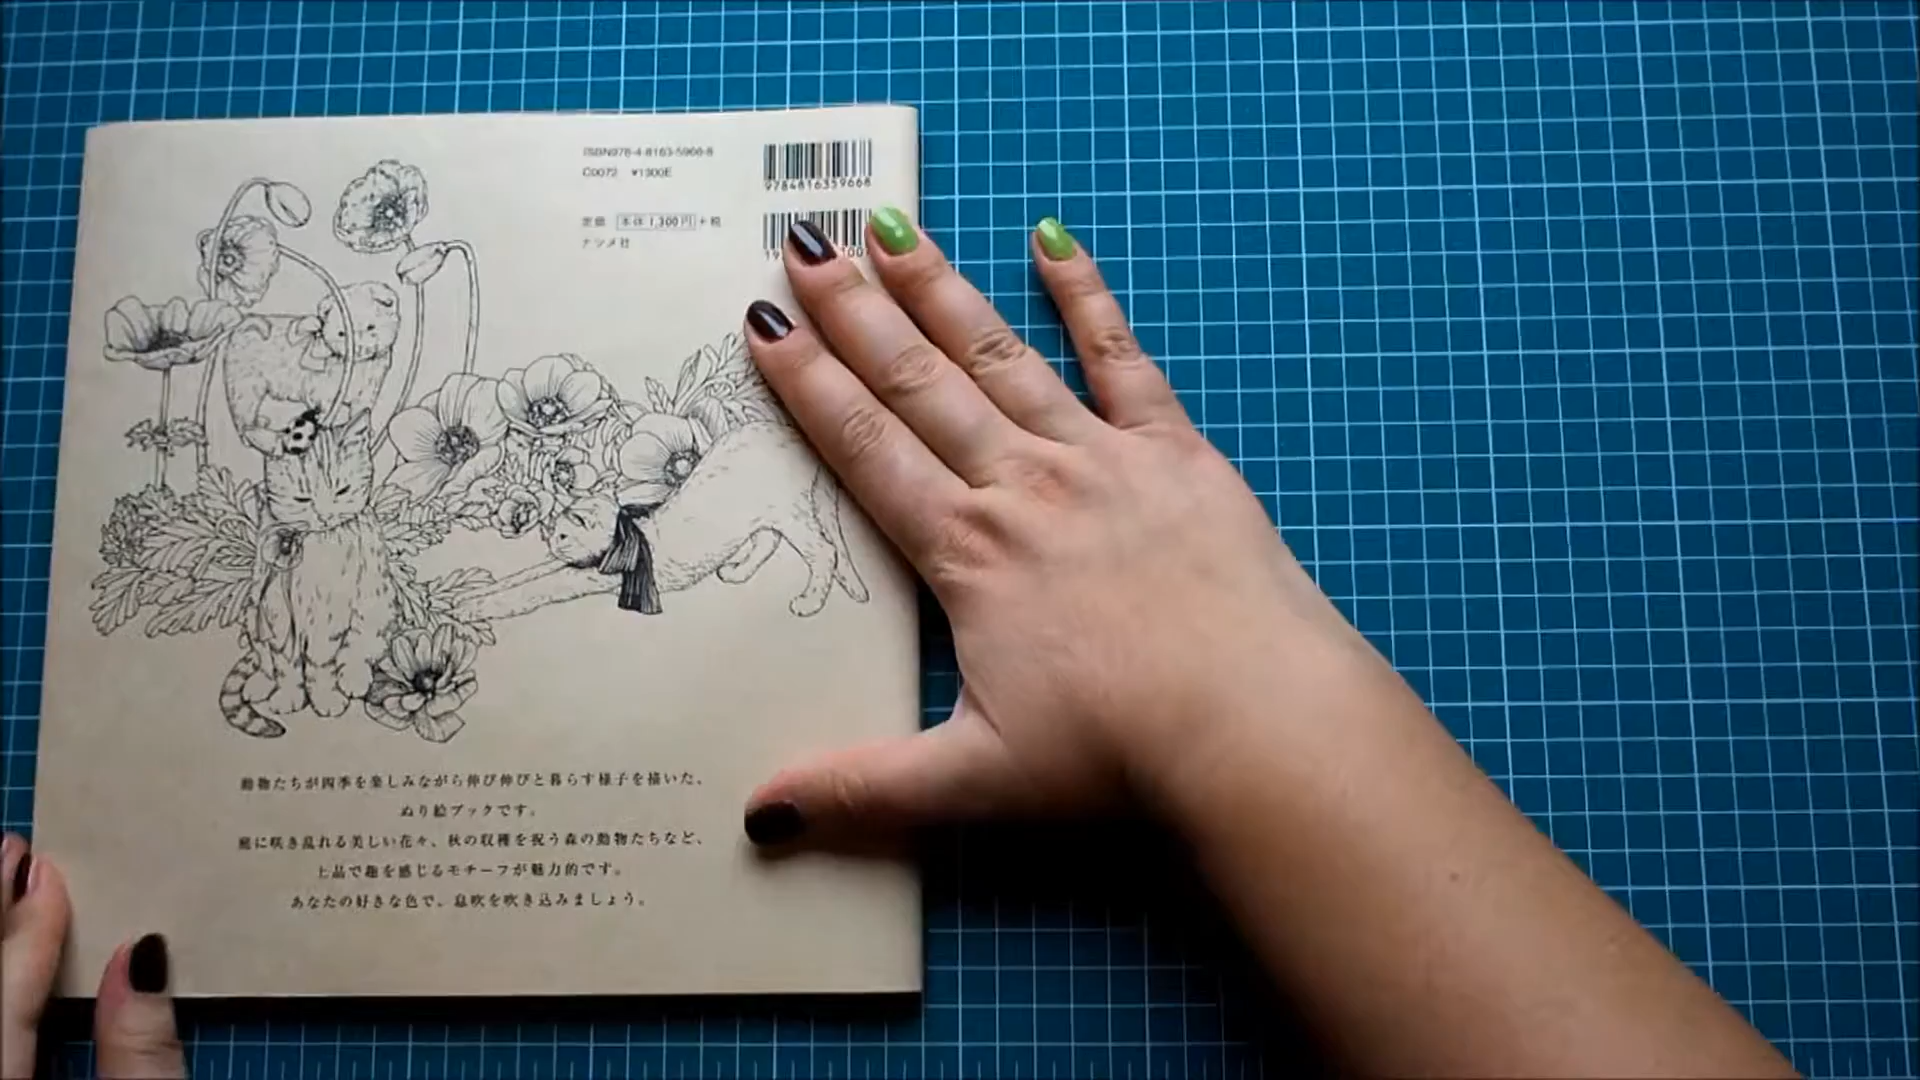 ISBN978-4-8163-5966-8
C0072 ¥1300E
9784816359668
定価 本体1,300円+税
ナツメ社
動物たちが四季を楽しみながら伸び伸びと暮らす様子を描いた、
ぬり絵ブックです。
庭に咲き乱れる美しい花々、秋の収穫を祝う森の動物たちなど、
上品で趣を感じるモチーフが魅力的です。
あなたの好きな色で、息吹を吹き込みましょう。